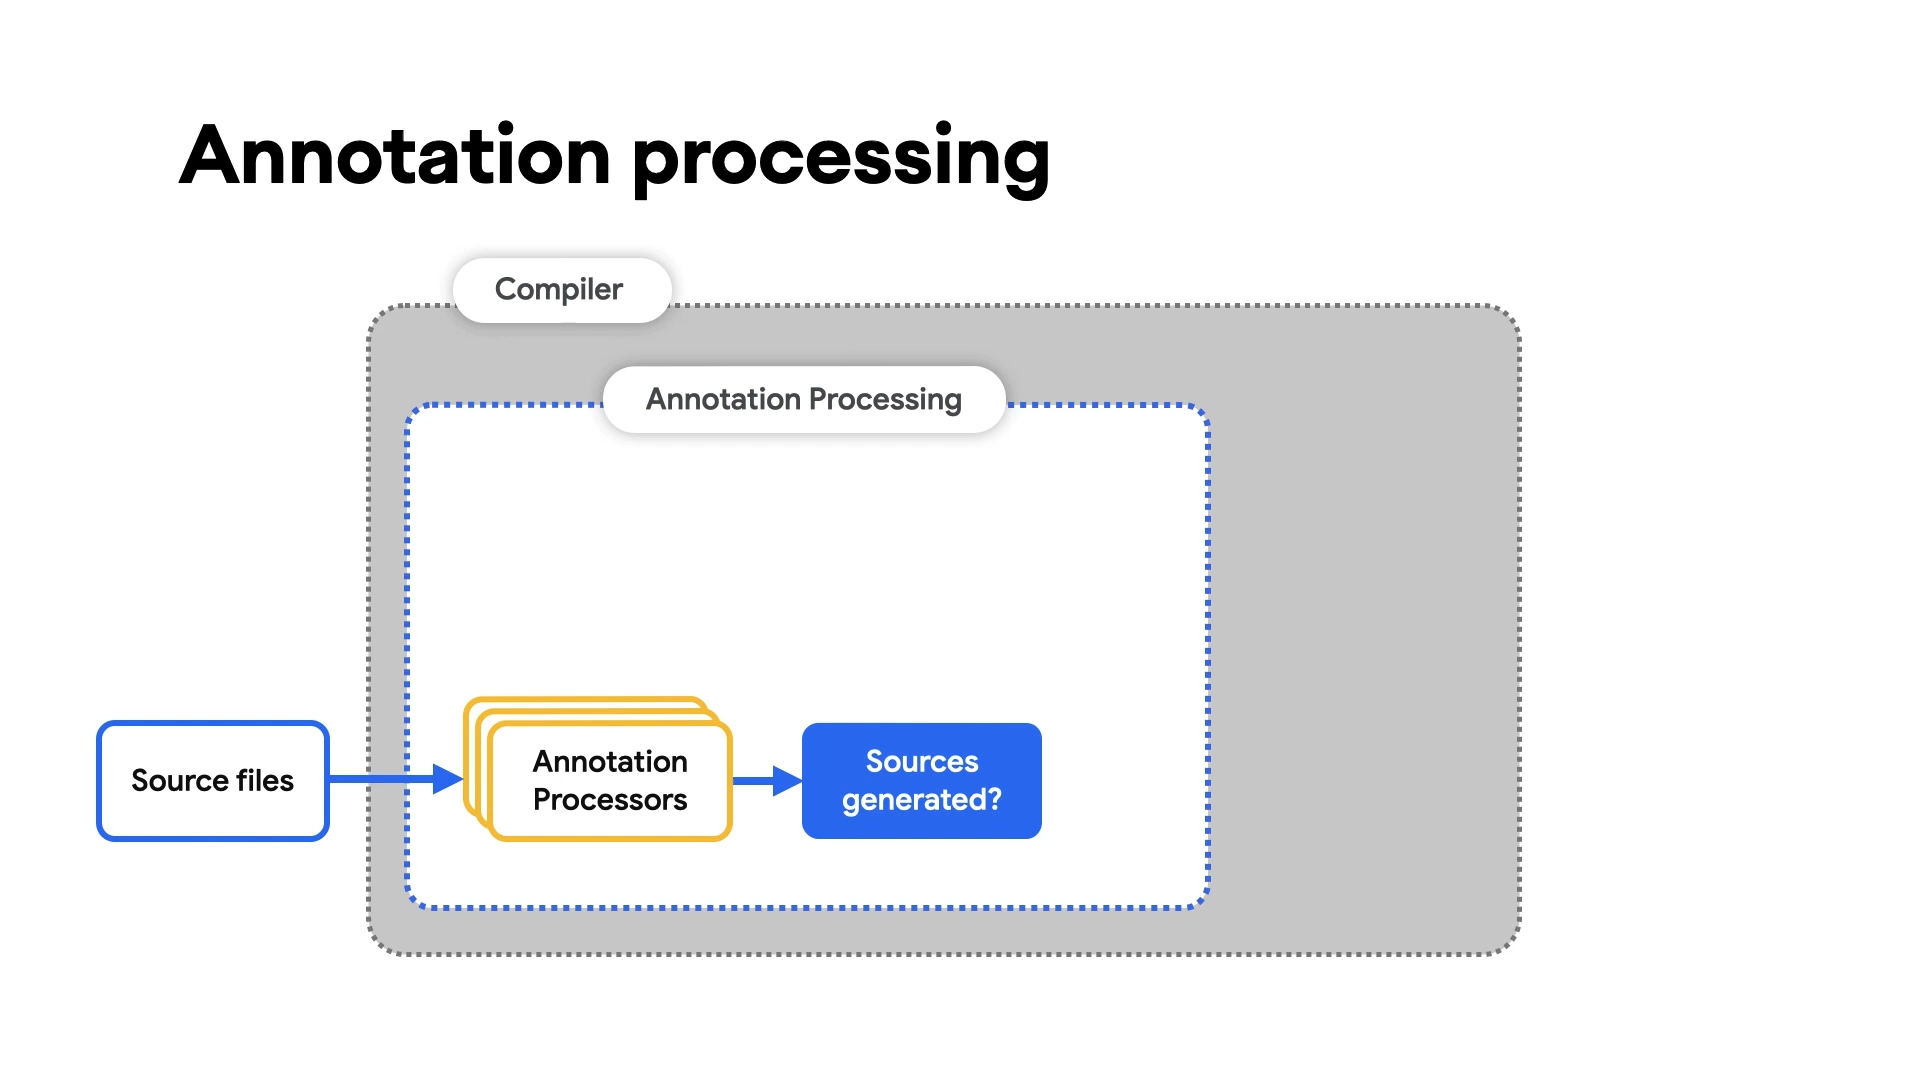 Annotation processing
Compiler
Annotation Processing
Source files
Annotation
Processors
Sources
generated?